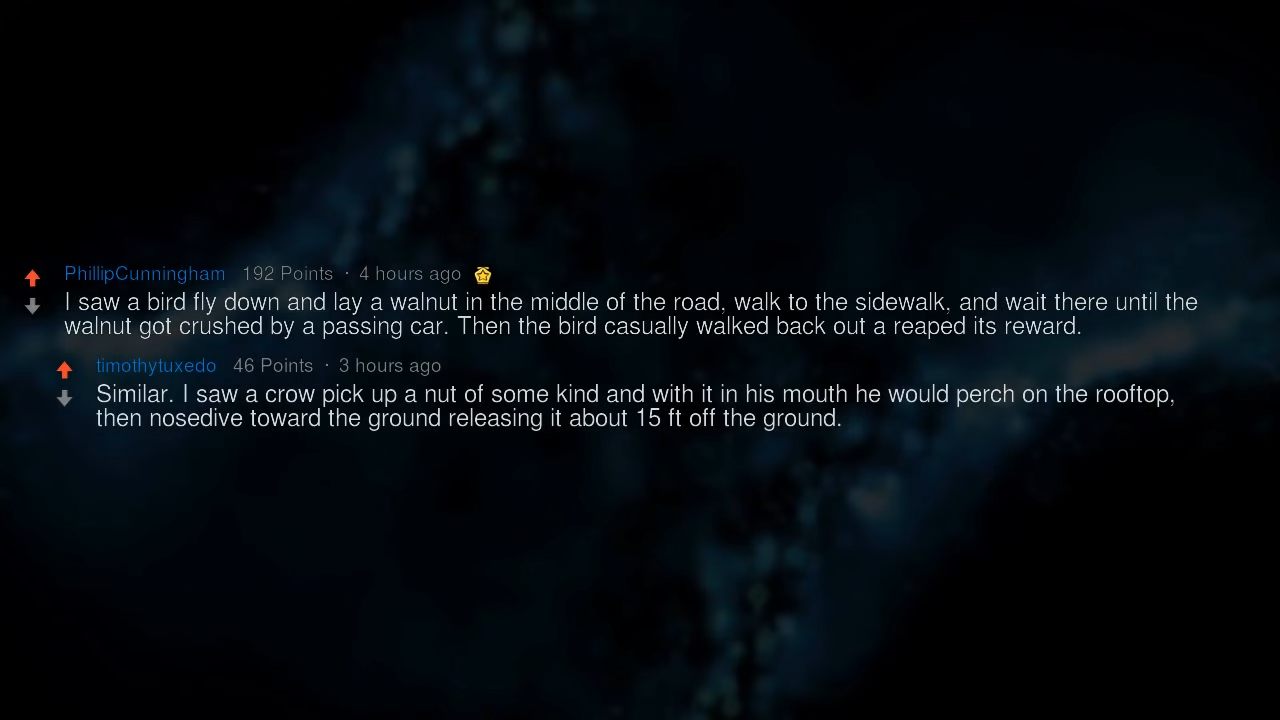 PhillipCunningham 192 Points · 4 hours ago
I saw a bird fly down and lay a walnut in the middle of the road, walk to the sidewalk, and wait there until the
walnut got crushed by a passing car. Then the bird casually walked back out a reaped its reward.
timothytuxedo 46 Points · 3 hours ago
Similar. I saw a crow pick up a nut of some kind and with it in his mouth he would perch on the rooftop,
then nosedive toward the ground releasing it about 15 ft off the ground.